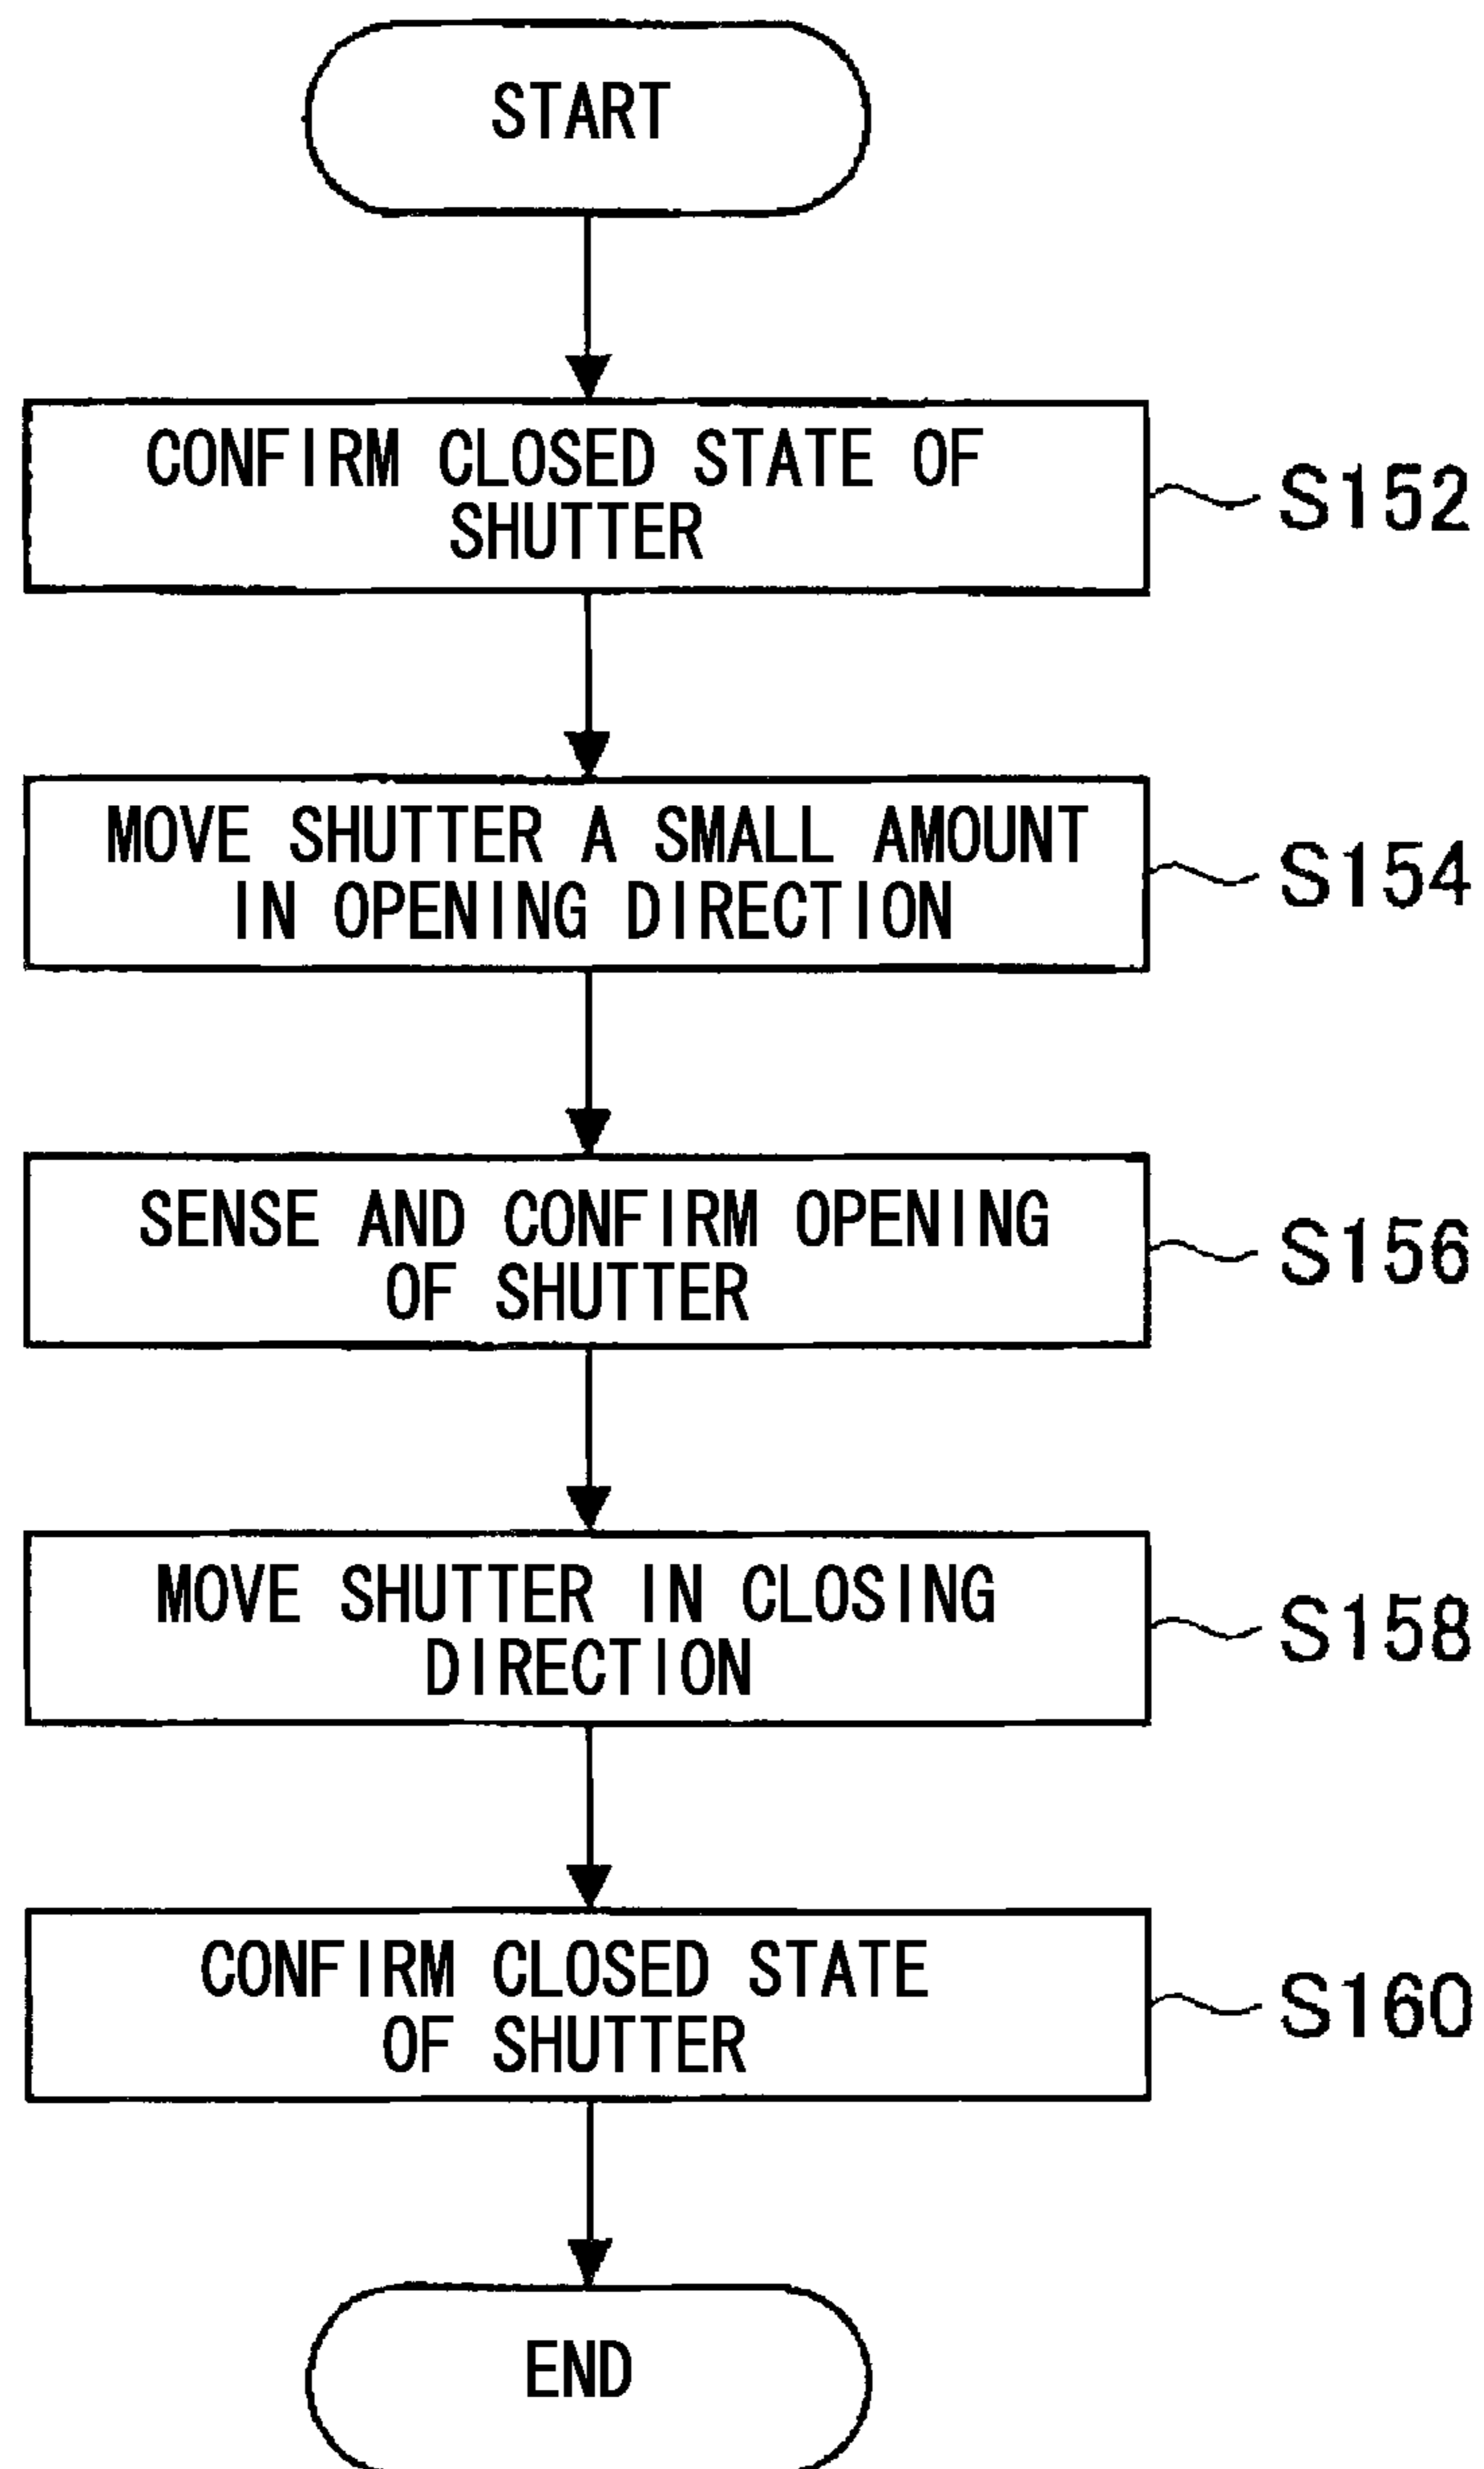 START
CONFIRM CLOSED STATE OF
SHUTTER
S152
MOVE SHUTTER A SMALL AMOUNT
IN OPENING DIRECTION
S154
SENSE AND CONFIRM OPENING
OF SHUTTER
S156
MOVE SHUTTER IN CLOSING
DIRECTION
S158
CONFIRM CLOSED STATE
OF SHUTTER
S160
END